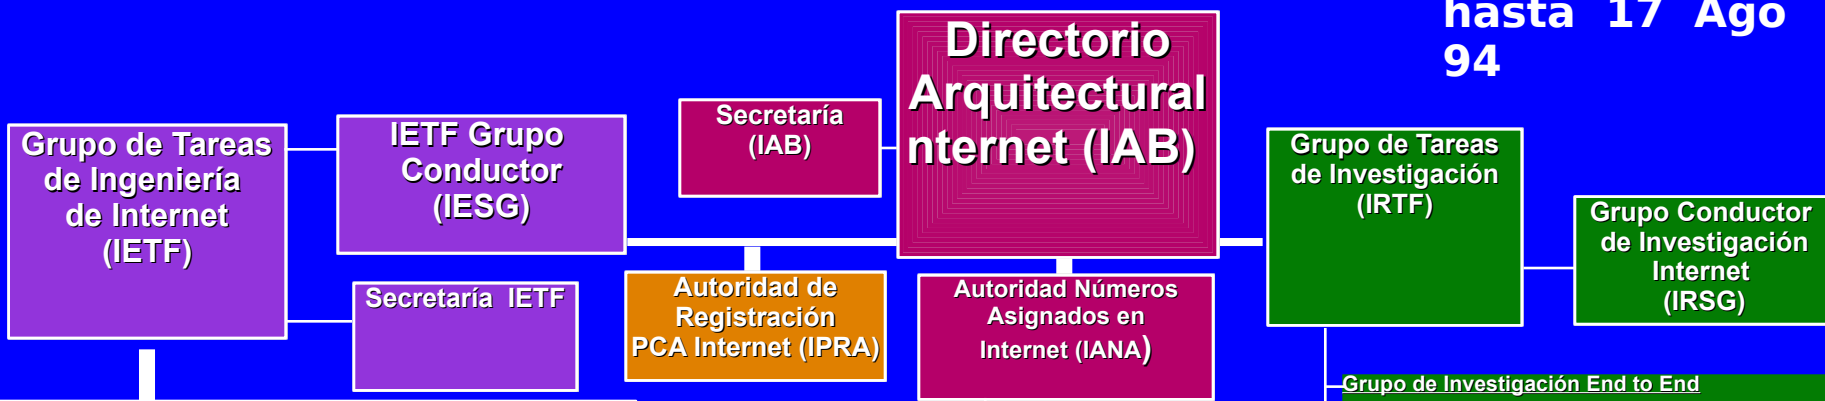 hasta 17 Ago
94
Directorio
Arquitectural
nternet (IAB)
Secretaría
(IAB)
IETF Grupo
Conductor
(IESG)
Grupo de Tareas
de Ingeniería
de Internet
(IETF)
Grupo de Tareas
de Investigación
(IRTF)
Grupo Conductor
de Investigación
Internet
(IRSG)
Secretaría IETF
Autoridad de
Registración
PCA Internet (IPRA)
Autoridad Números
Asignados en
Internet (IANA)
Grupo de Investigación End to End